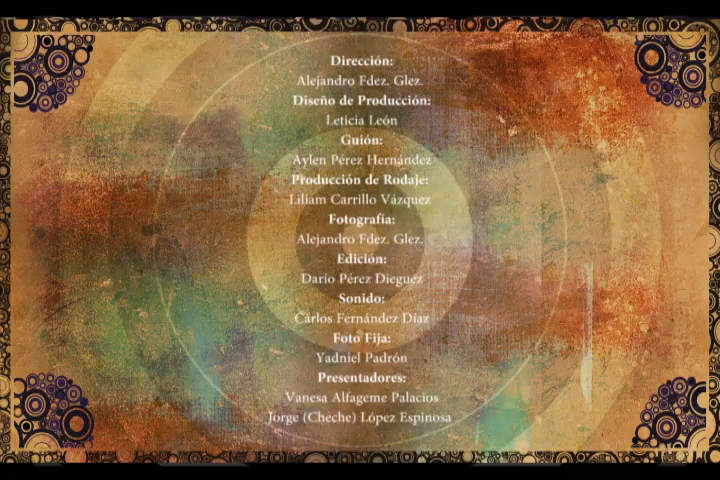 Dirección:
Alejandro Fdez. Glez.
Diseño de Producción:
Leticia León
Guión:
Aylen Pérez Hernández
Producción de Rodaje:
Liliam Carrillo Vázquez
Fotografía:
Alejandro Fdez. Glez.
Edición:
Darío Pérez Dieguez
Sonido:
Carlos Fernández Díaz
Foto Fija:
Yadniel Padrón
Presentadores:
Vanesa Alfageme Palacios
Jorge (Cheche) López Espinosa